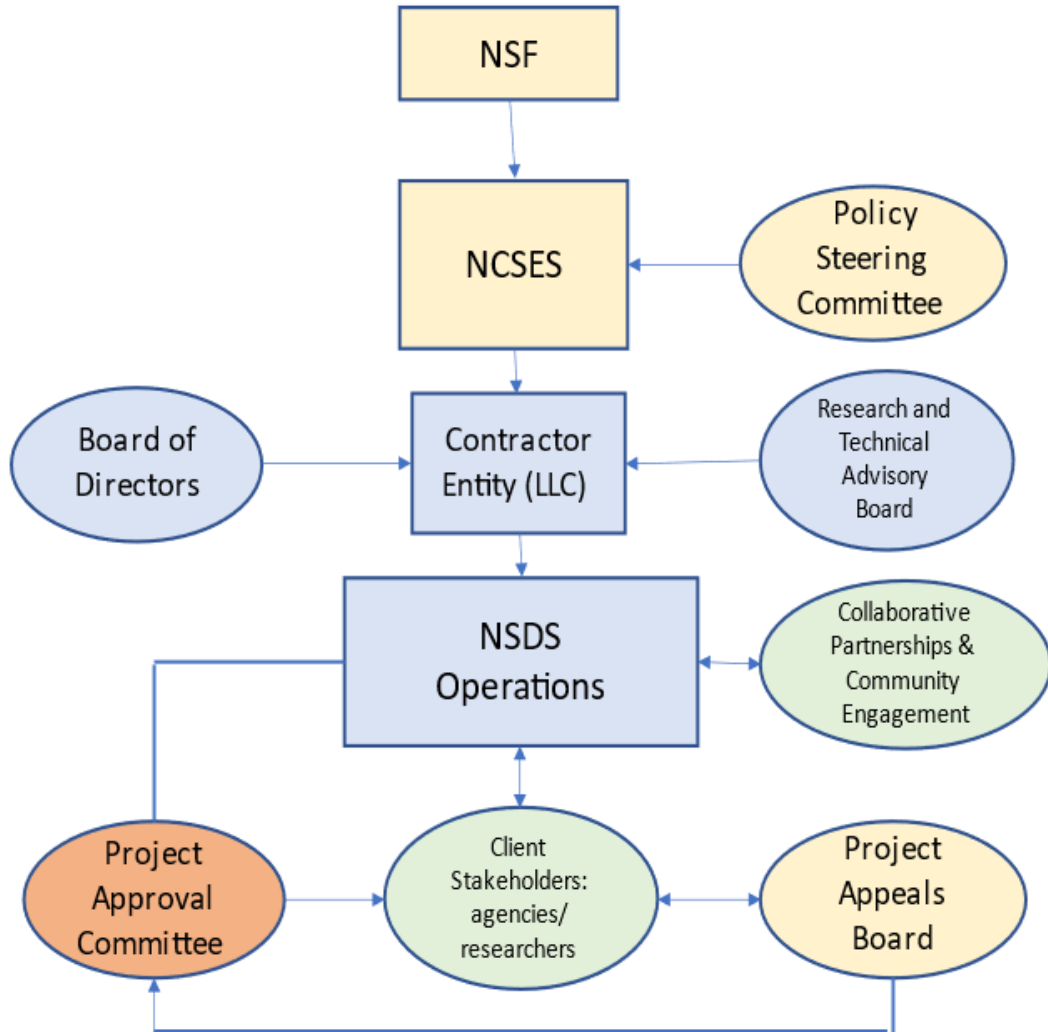 NSF
NCSES
Policy
Steering
Committee
Board of
Directors
Contractor
Entity (LLC)
Research and
Technical
Advisory
Board
NSDS
Operations
Collaborative
Partnerships &
Community
Engagement
Project
Approval
Committee
Client
Stakeholders:
agencies/
researchers
Project
Appeals
Board